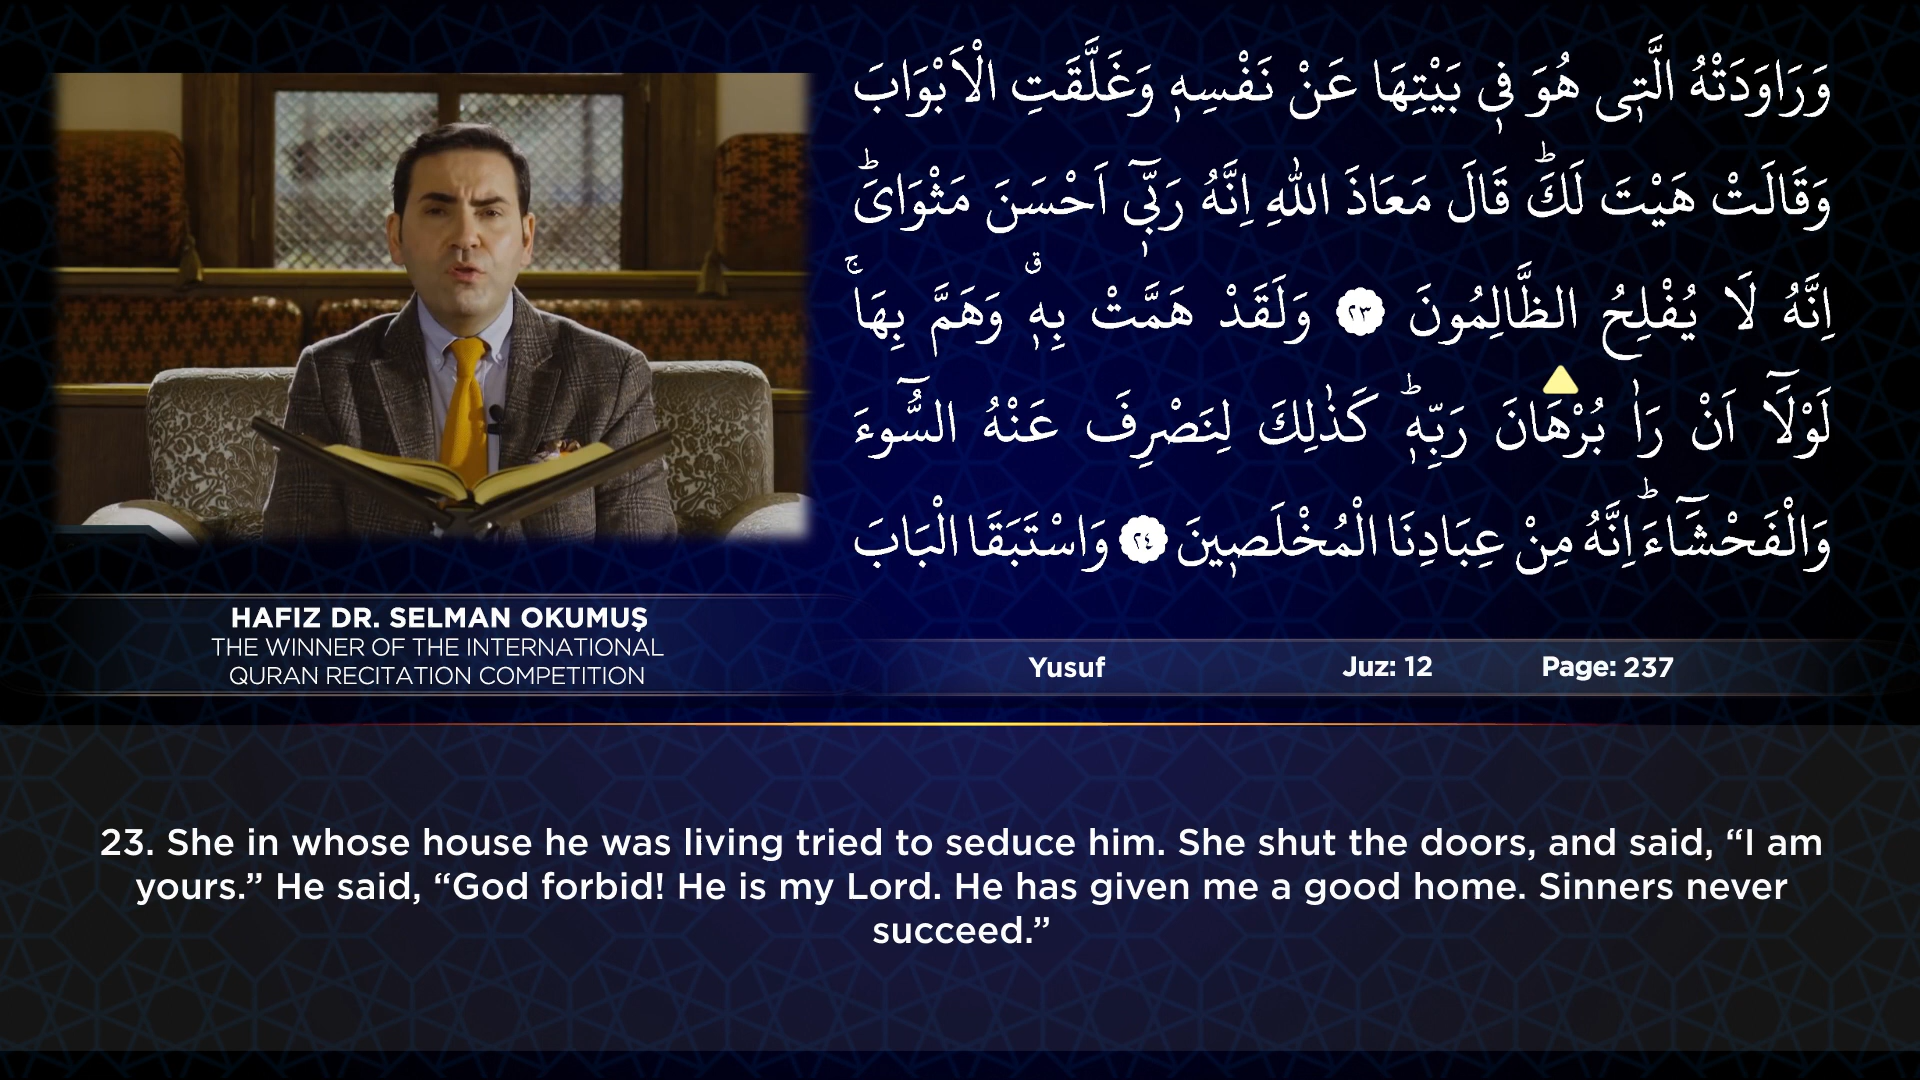 وَرَاوَدَتْهُ الَّتٖى هُوَ فٖى بَيْتِهَا عَنْ نَفْسِهٖ وَغَلَّقَتِ الْاَبْوَابَ
وَقَالَتْ هَيْتَ لَكَؕ قَالَ مَعَاذَ اللّٰهِ اِنَّهُ رَبّٖٓى اَحْسَنَ مَثْوَاىَؕ
اِنَّهُ لَا يُفْلِحُ الظَّالِمُونَ ﴿٢٣﴾ وَلَقَدْ هَمَّتْ بِهٖۗ وَهَمَّ بِهَاۚ
لَوْلَٓا اَنْ رَاٰ بُرْهَانَ رَبِّهٖؕ كَذٰلِكَ لِنَصْرِفَ عَنْهُ السُّٓوءَ
وَالْفَحْشَٓاءَؕ اِنَّهُ مِنْ عِبَادِنَا الْمُخْلَصٖينَ ﴿٢٤﴾ وَاسْتَبَقَا الْبَابَ
HAFIZ DR. SELMAN OKUMUŞ
THE WINNER OF THE INTERNATIONAL
QURAN RECITATION COMPETITION
Yusuf Juz: 12 Page: 237
23. She in whose house he was living tried to seduce him. She shut the doors, and said, “I am
yours.” He said, “God forbid! He is my Lord. He has given me a good home. Sinners never
succeed.”